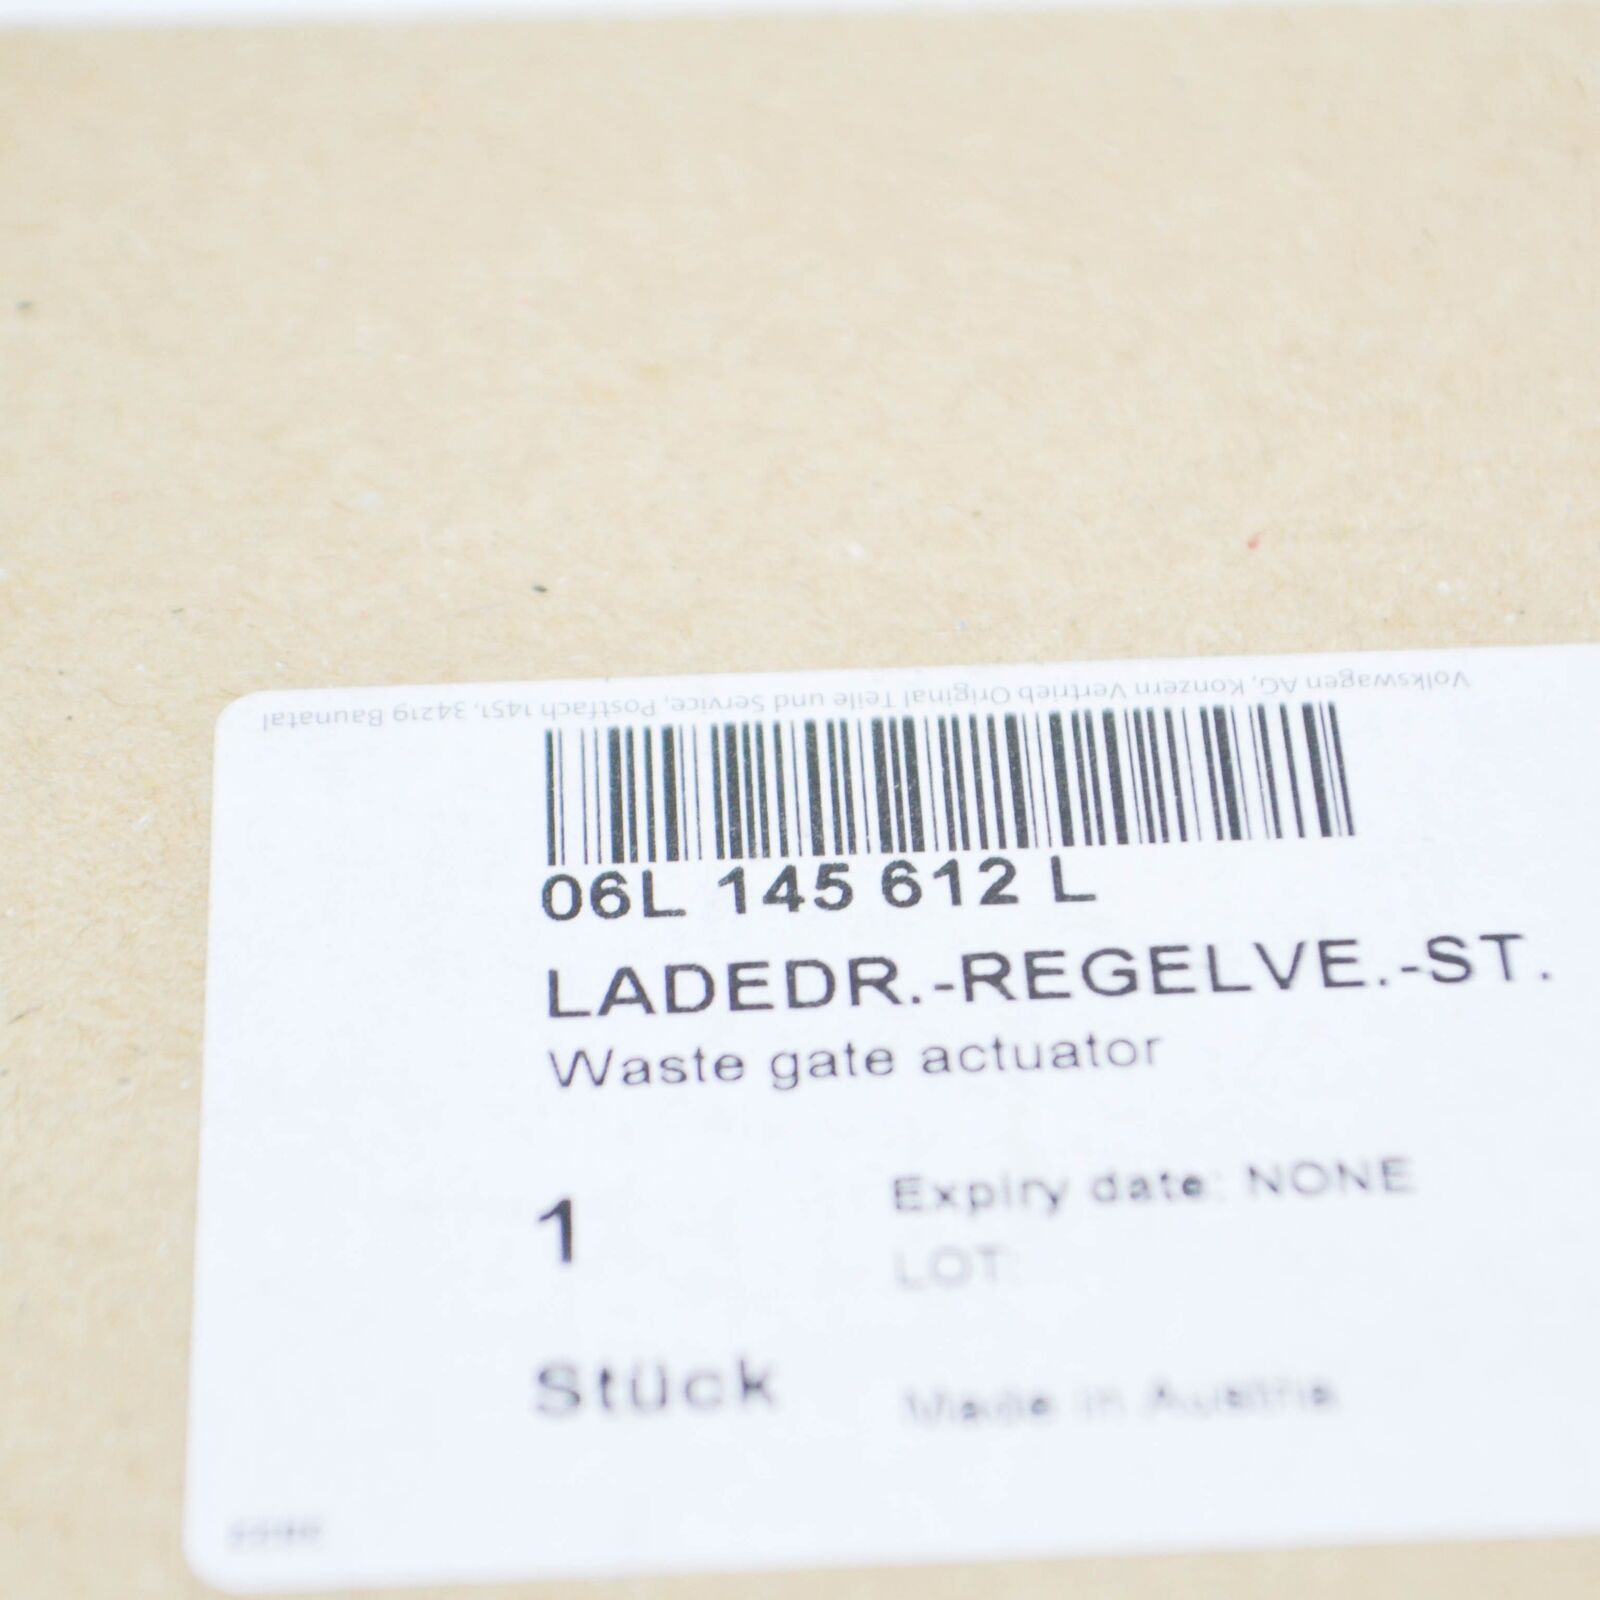 Volkswagen AG, Konzern Vertrieb Original Teile und Service, Postfach 1451, 34219 Baunatal
06L 145 612 L
LADEDR.-REGELVE.-ST.
Waste gate actuator
1
Expiry date: NONE
LOT:
Stück
Made in Austria